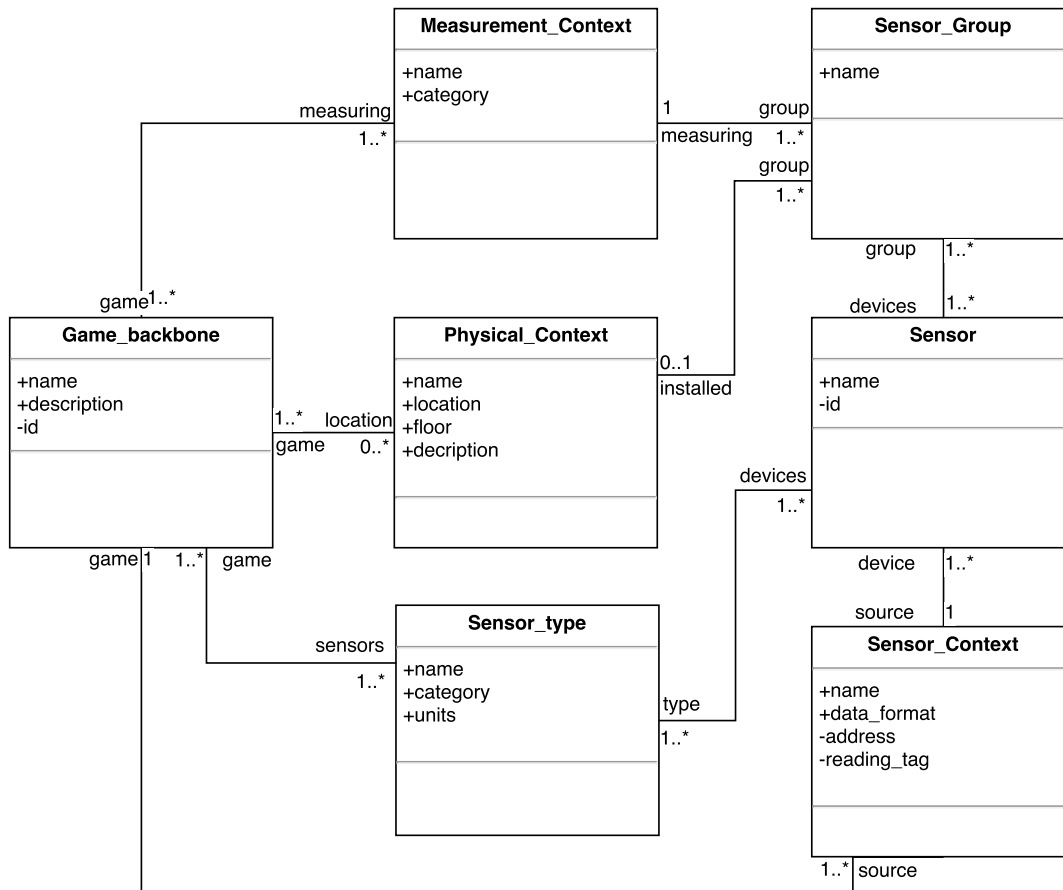 Measurement_Context
+name
+category
Sensor_Group
+name
measuring
1..*
1
measuring
group
1..*
group
1..*
group
1..*
devices
1..*
game
1..*
Game_backbone
+name
+description
-id
Physical_Context
+name
+location
+floor
+decription
Sensor
+name
-id
0..1
installed
1..*
game
location
0..*
devices
1..*
game
1
1..*
game
device
1..*
source
1
sensors
1..*
Sensor_type
+name
+category
+units
type
1..*
Sensor_Context
+name
+data_format
-address
-reading_tag
1..*
source